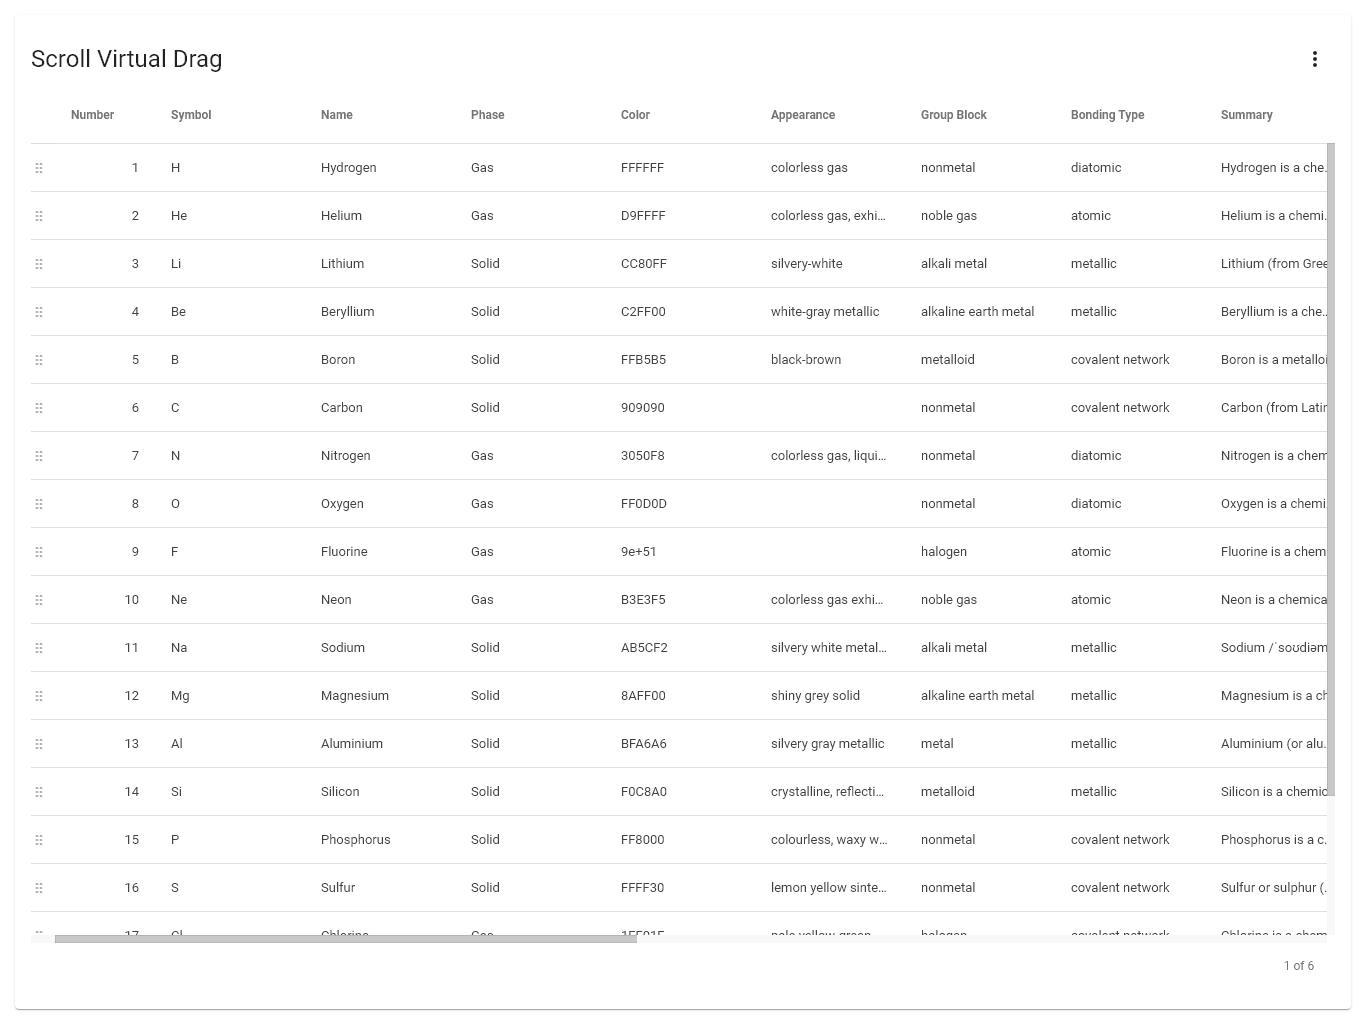 Scroll Virtual Drag
Number Symbol Name Phase Color Appearance Group Block Bonding Type Summary
1 H Hydrogen Gas FFFFFF colorless gas nonmetal diatomic Hydrogen is a che...
2 He Helium Gas D9FFFF colorless gas, exhi... noble gas atomic Helium is a chemi...
3 Li Lithium Solid CC80FF silvery-white alkali metal metallic Lithium (from Gree
4 Be Beryllium Solid C2FF00 white-gray metallic alkaline earth metal metallic Beryllium is a che...
5 B Boron Solid FFB5B5 black-brown metalloid covalent network Boron is a metalloi
6 C Carbon Solid 909090 nonmetal covalent network Carbon (from Latin
7 N Nitrogen Gas 3050F8 colorless gas, liqui... nonmetal diatomic Nitrogen is a chem
8 O Oxygen Gas FF0D0D nonmetal diatomic Oxygen is a chemi
9 F Fluorine Gas 9e+51 halogen atomic Fluorine is a chem
10 Ne Neon Gas B3E3F5 colorless gas exhi... noble gas atomic Neon is a chemica
11 Na Sodium Solid AB5CF2 silvery white metal... alkali metal metallic Sodium /ˈsoʊdiəm
12 Mg Magnesium Solid 8AFF00 shiny grey solid alkaline earth metal metallic Magnesium is a ch
13 Al Aluminium Solid BFA6A6 silvery gray metallic metal metallic Aluminium (or alu...
14 Si Silicon Solid F0C8A0 crystalline, reflecti... metalloid metallic Silicon is a chemic
15 P Phosphorus Solid FF8000 colourless, waxy w... nonmetal covalent network Phosphorus is a c...
16 S Sulfur Solid FFFF30 lemon yellow sinte... nonmetal covalent network Sulfur or sulphur (...
17 Cl Chlorine Gas 1FF01F pale yellow-green halogen covalent network Chlorine is a chem
1 of 6